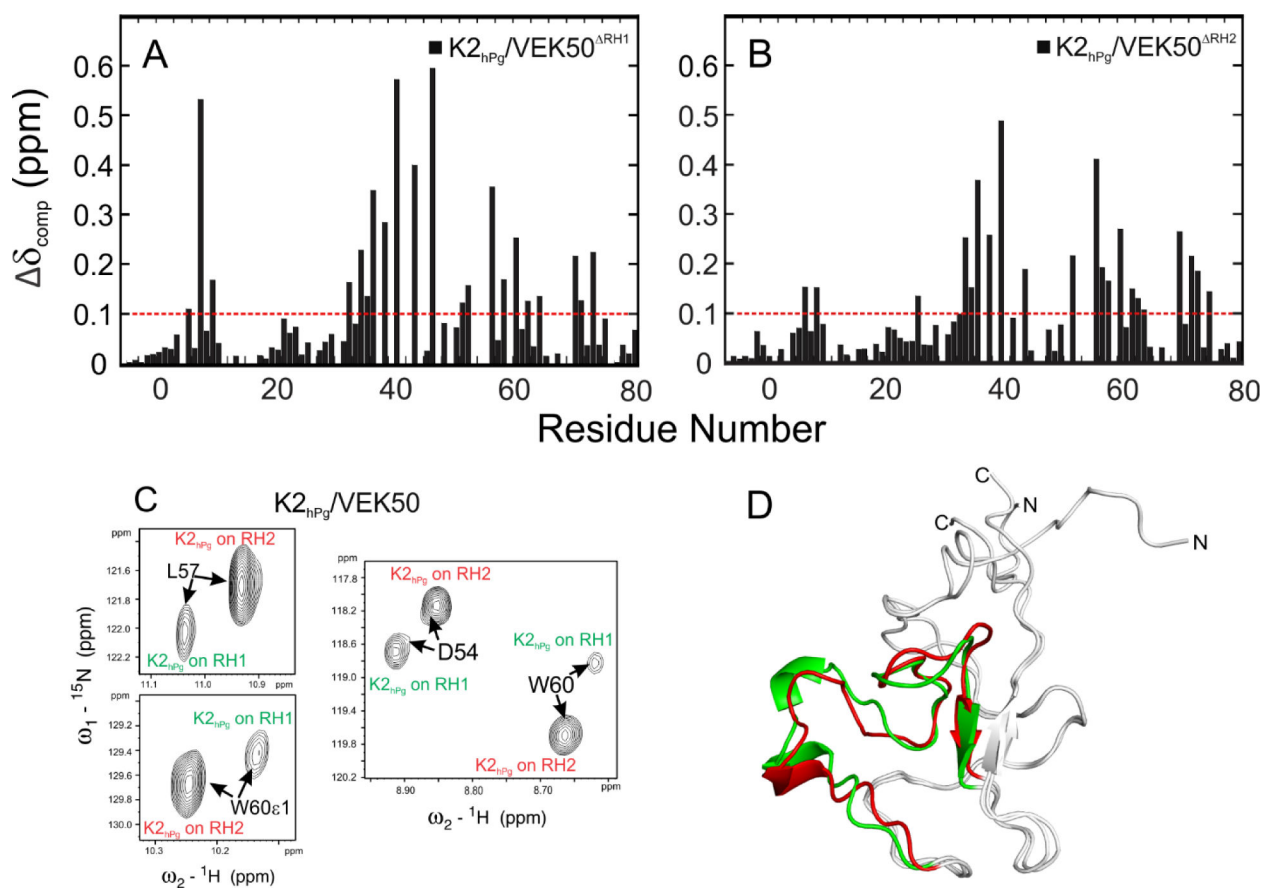 A
■ K2hPg/VEK50ΔRH1
B
■ K2hPg/VEK50ΔRH2
Δδcomp (ppm)
0.6
0.5
0.4
0.3
0.2
0.1
0
0 20 40 60 80
0.6
0.5
0.4
0.3
0.2
0.1
0
0 20 40 60 80
Residue Number
C
K2hPg/VEK50
ω1 - 15N (ppm)
ppm
K2hPg on RH2
121.6
L57
121.8
122.0
122.2
K2hPg on RH1
11.1 11.0 10.9 ppm
ppm
129.2
K2hPg on RH1
129.4
129.6
129.8
W60ε1
130.0
K2hPg on RH2
10.3 10.2 ppm
ω2 - 1H (ppm)
ppm
117.8
K2hPg on RH2
118.2
118.6
D54
K2hPg on RH1
K2hPg on RH1
119.0
W60
119.4
119.8
K2hPg on RH2
120.2
8.90 8.80 8.70 ppm
ω2 - 1H (ppm)
D
C
N
C
N